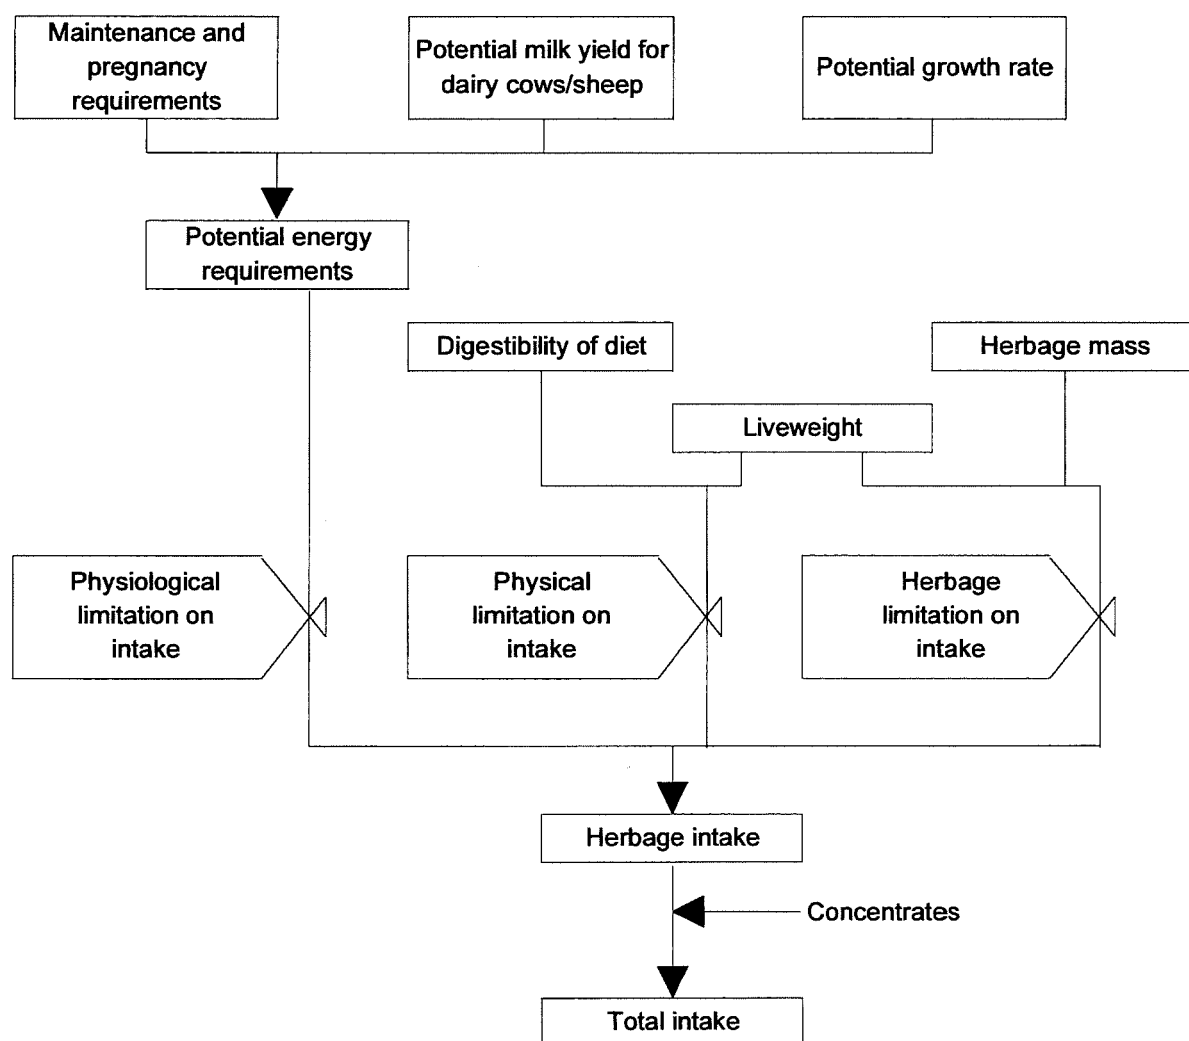 Maintenance and
pregnancy
requirements
Potential milk yield for
dairy cows/sheep
Potential growth rate
Potential energy
requirements
Digestibility of diet
Herbage mass
Liveweight
Physiological
limitation on
intake
Physical
limitation on
intake
Herbage
limitation on
intake
Herbage intake
Concentrates
Total intake